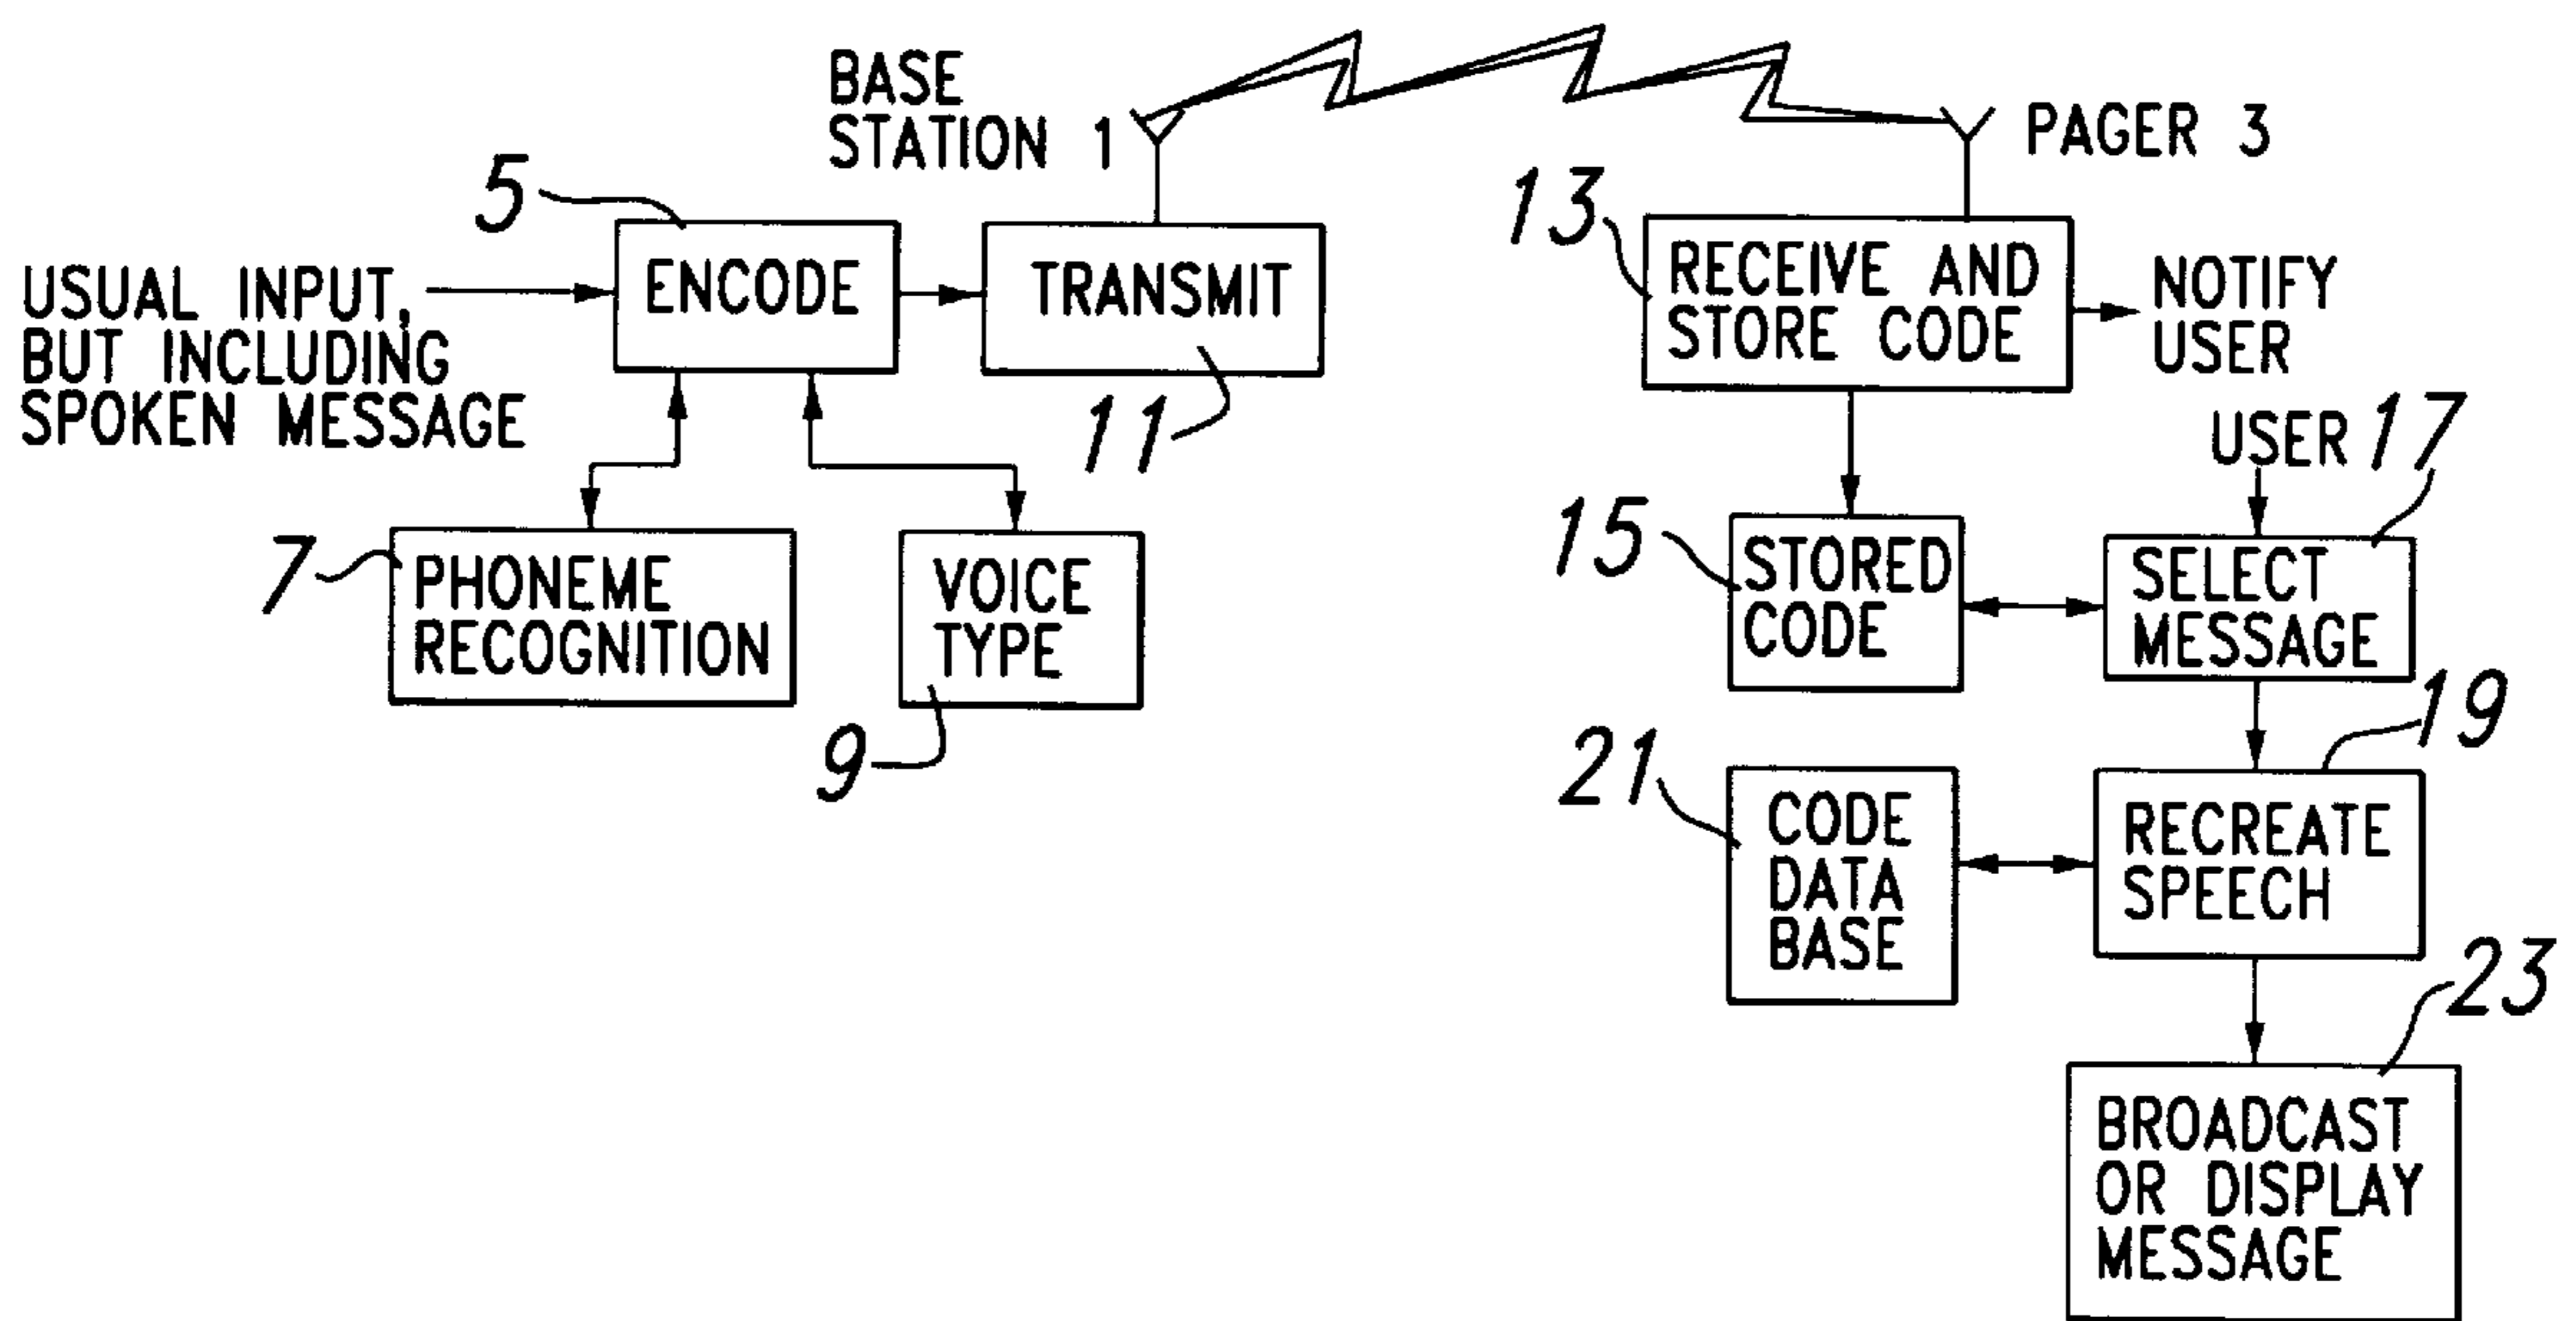 BASE
STATION 1
PAGER 3
5
13
ENCODE
TRANSMIT
RECEIVE AND
STORE CODE
USUAL INPUT,
BUT INCLUDING
SPOKEN MESSAGE
NOTIFY
USER
11
USER
17
7
PHONEME
RECOGNITION
VOICE
TYPE
9
15
STORED
CODE
SELECT
MESSAGE
19
21
CODE
DATA
BASE
RECREATE
SPEECH
23
BROADCAST
OR DISPLAY
MESSAGE